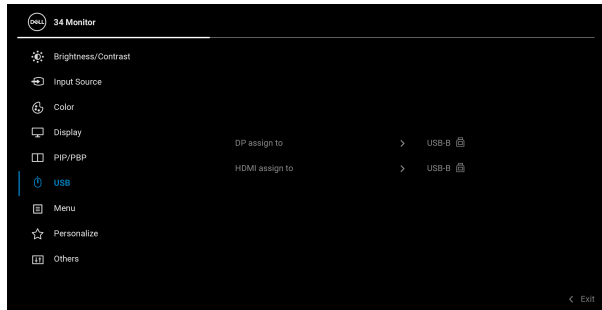 DELL
34 Monitor
Brightness/Contrast
Input Source
Color
Display
DP assign to USB-B
PIP/PBP
HDMI assign to USB-B
USB
Menu
Personalize
Others
Exit